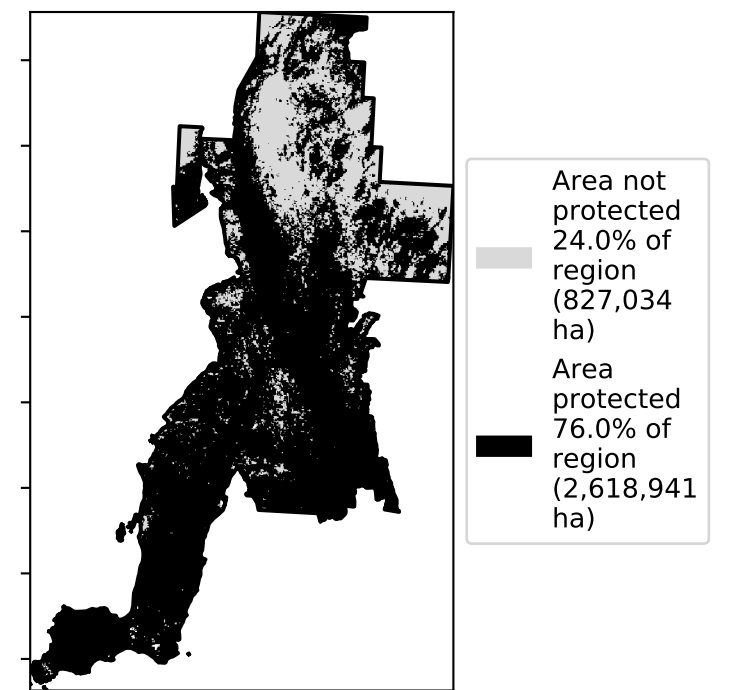 Area not
protected
24.0% of
region
(827,034
ha)
Area
protected
76.0% of
region
(2,618,941
ha)